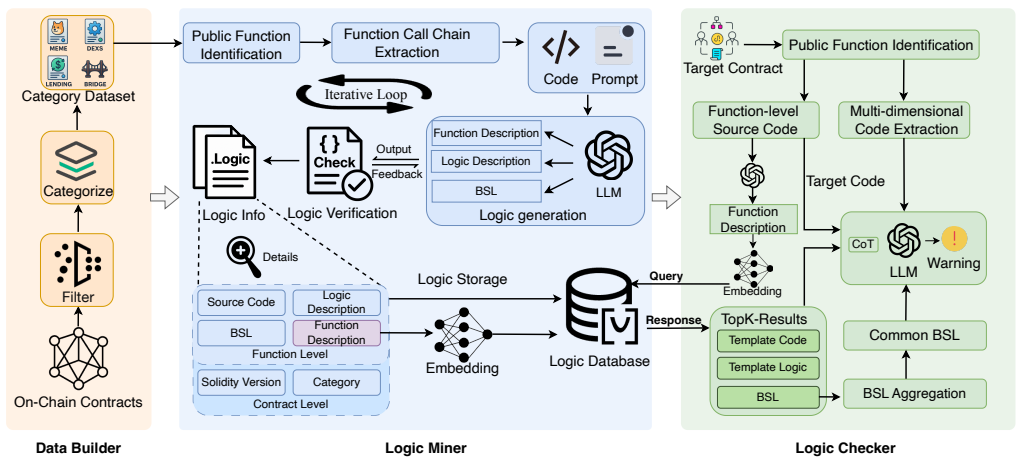 MEME
DEXS
LENDING
BRIDGE
Category Dataset
Categorize
Filter
On-Chain Contracts
Data Builder
Public Function
Identification
Function Call Chain
Extraction
</>
Code
Prompt
Iterative Loop
.Logic
Logic Info
{ }
Check
Logic Verification
Output
Feedback
Function Description
Logic Description
BSL
LLM
Logic generation
Details
Source Code
Logic
Description
BSL
Function
Description
Function Level
Solidity Version
Category
Contract Level
Logic Storage
Embedding
Logic Database
Logic Miner
Target Contract
Public Function Identification
Function-level
Source Code
Multi-dimensional
Code Extraction
Target Code
Function
Description
Embedding
Query
Response
CoT
LLM
!
Warning
TopK-Results
Template Code
Template Logic
BSL
Common BSL
BSL Aggregation
Logic Checker